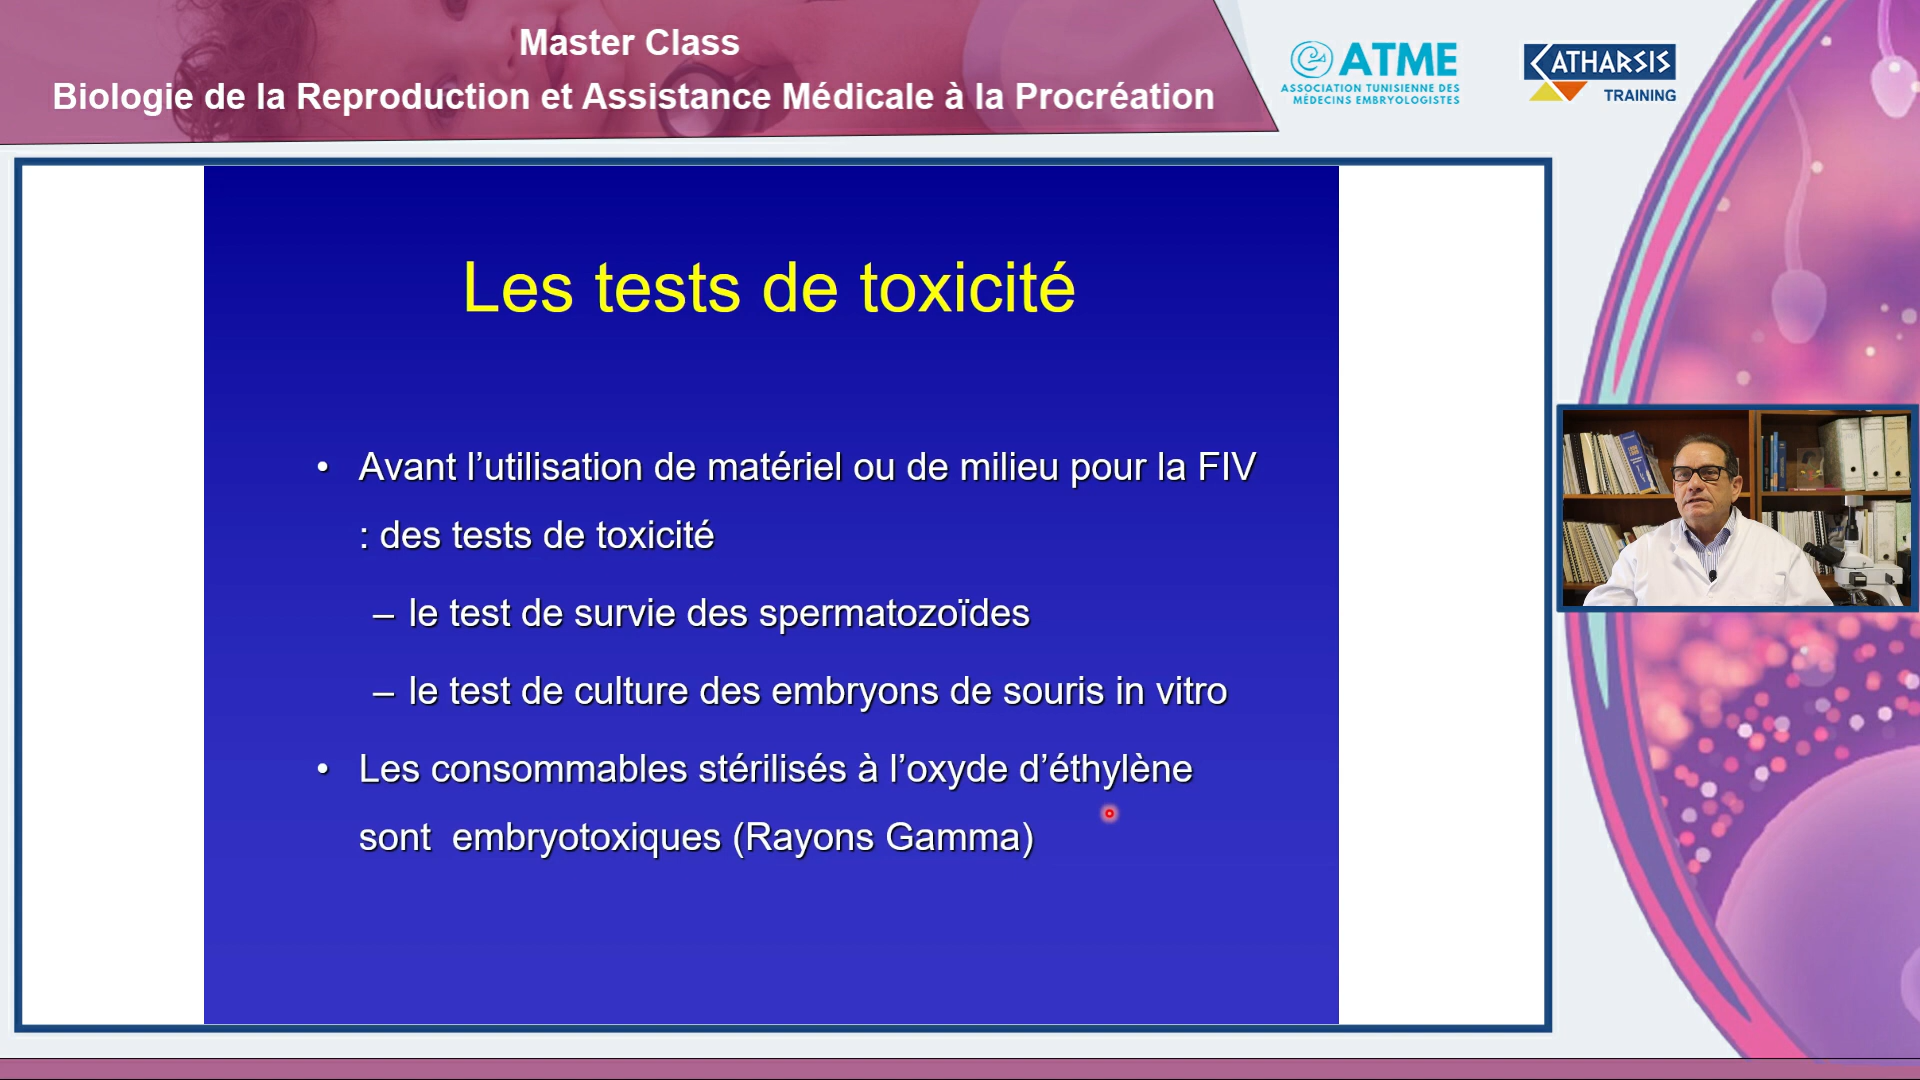 Master Class
Biologie de la Reproduction et Assistance Médicale à la Procréation
ATME
ASSOCIATION TUNISIENNE DES
MÉDECINS EMBRYOLOGISTES
KATHARSIS
TRAINING
Les tests de toxicité
• Avant l’utilisation de matériel ou de milieu pour la FIV
: des tests de toxicité
– le test de survie des spermatozoïdes
– le test de culture des embryons de souris in vitro
• Les consommables stérilisés à l’oxyde d’éthylène
sont embryotoxiques (Rayons Gamma)